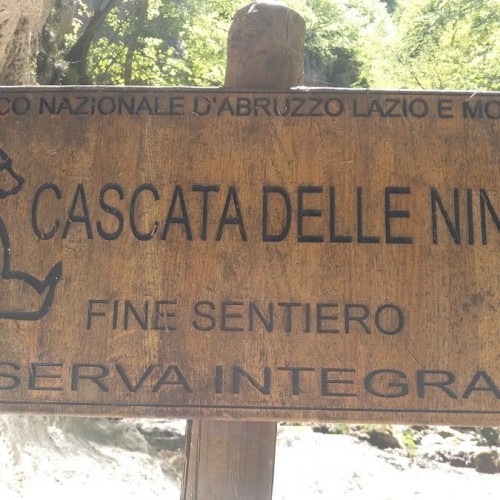 CO NAZIONALE D'ABRUZZO LAZIO E MO
CASCATA DELLE NIN
FINE SENTIERO
SERVA INTEGRA